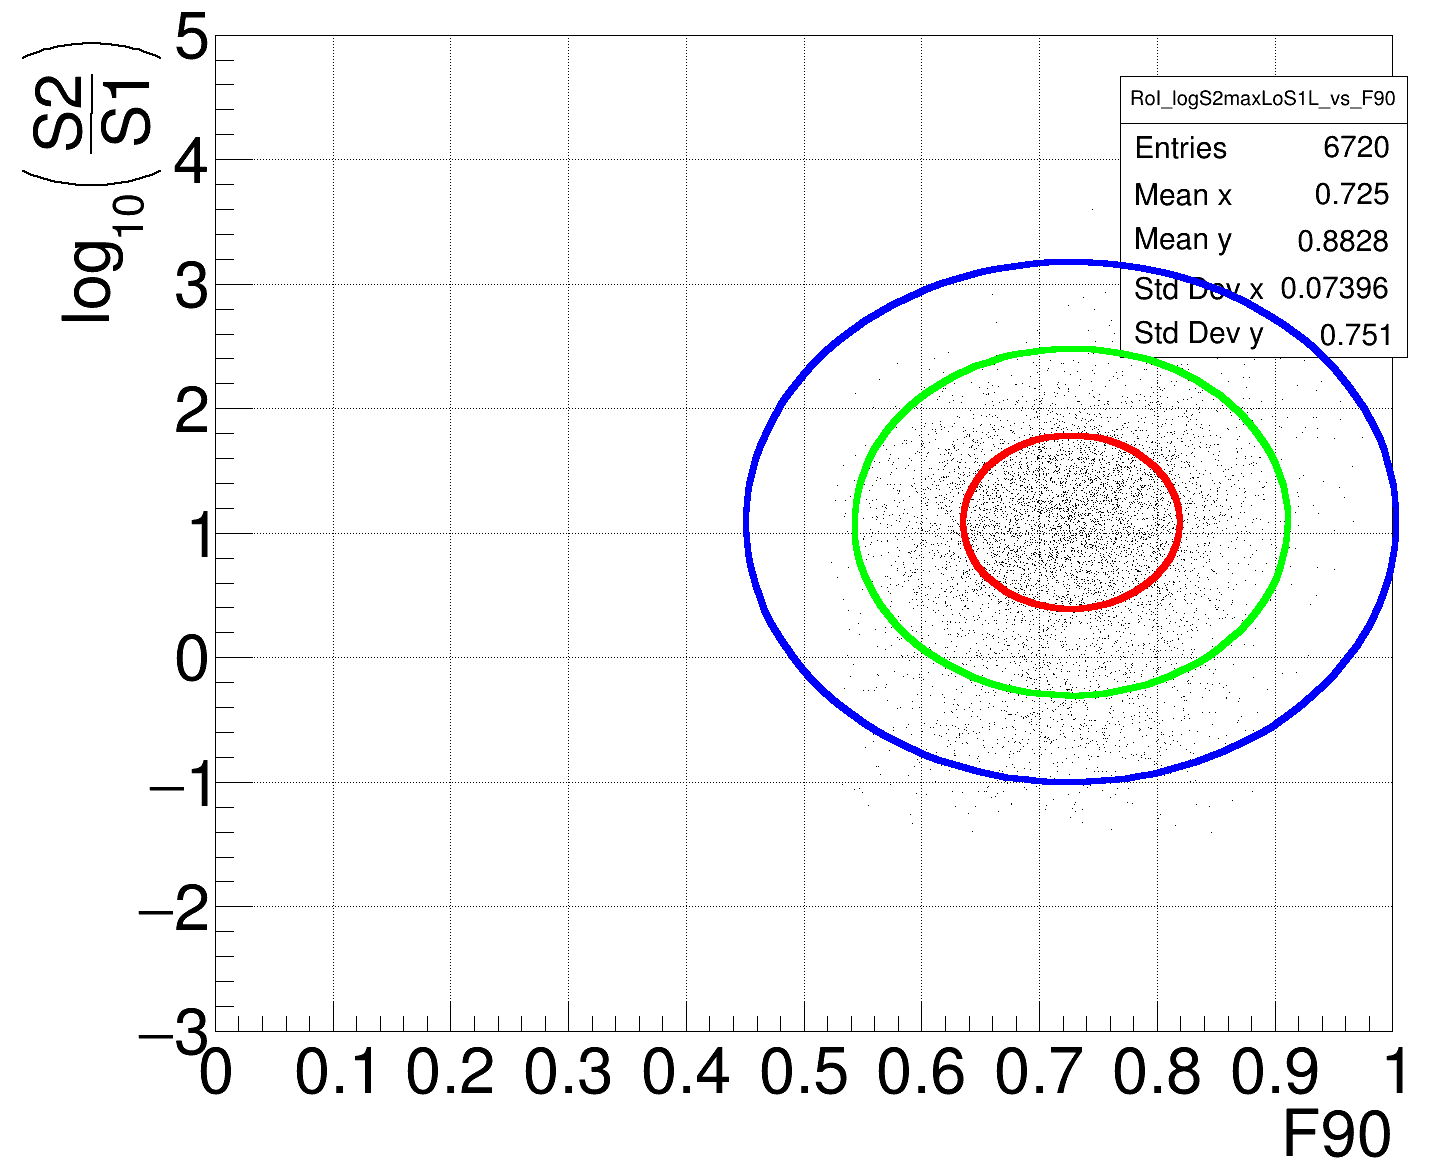 log10 (S2/S1)
5
4
3
2
1
0
−1
−2
−3
RoI_logS2maxLoS1L_vs_F90
Entries 6720
Mean x 0.725
Mean y 0.8828
Std Dev x 0.07396
Std Dev y 0.751
0 0.1 0.2 0.3 0.4 0.5 0.6 0.7 0.8 0.9 1
F90